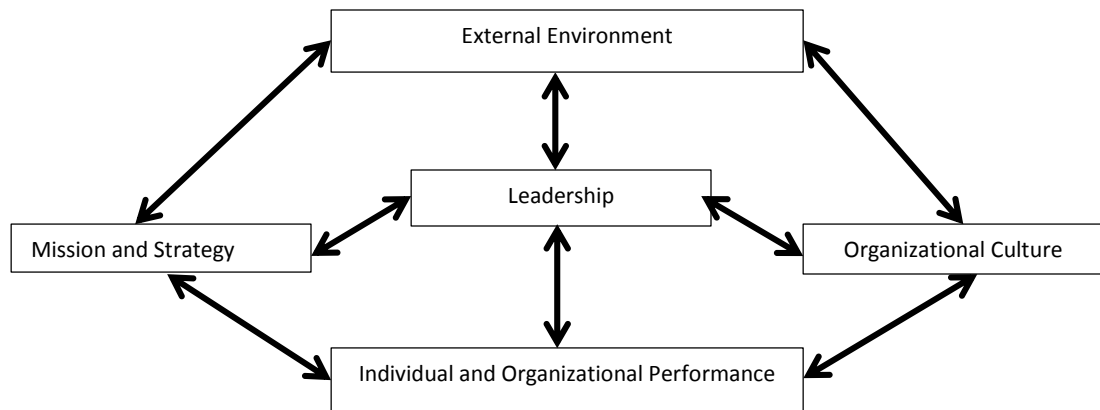 External Environment
Leadership
Mission and Strategy
Organizational Culture
Individual and Organizational Performance